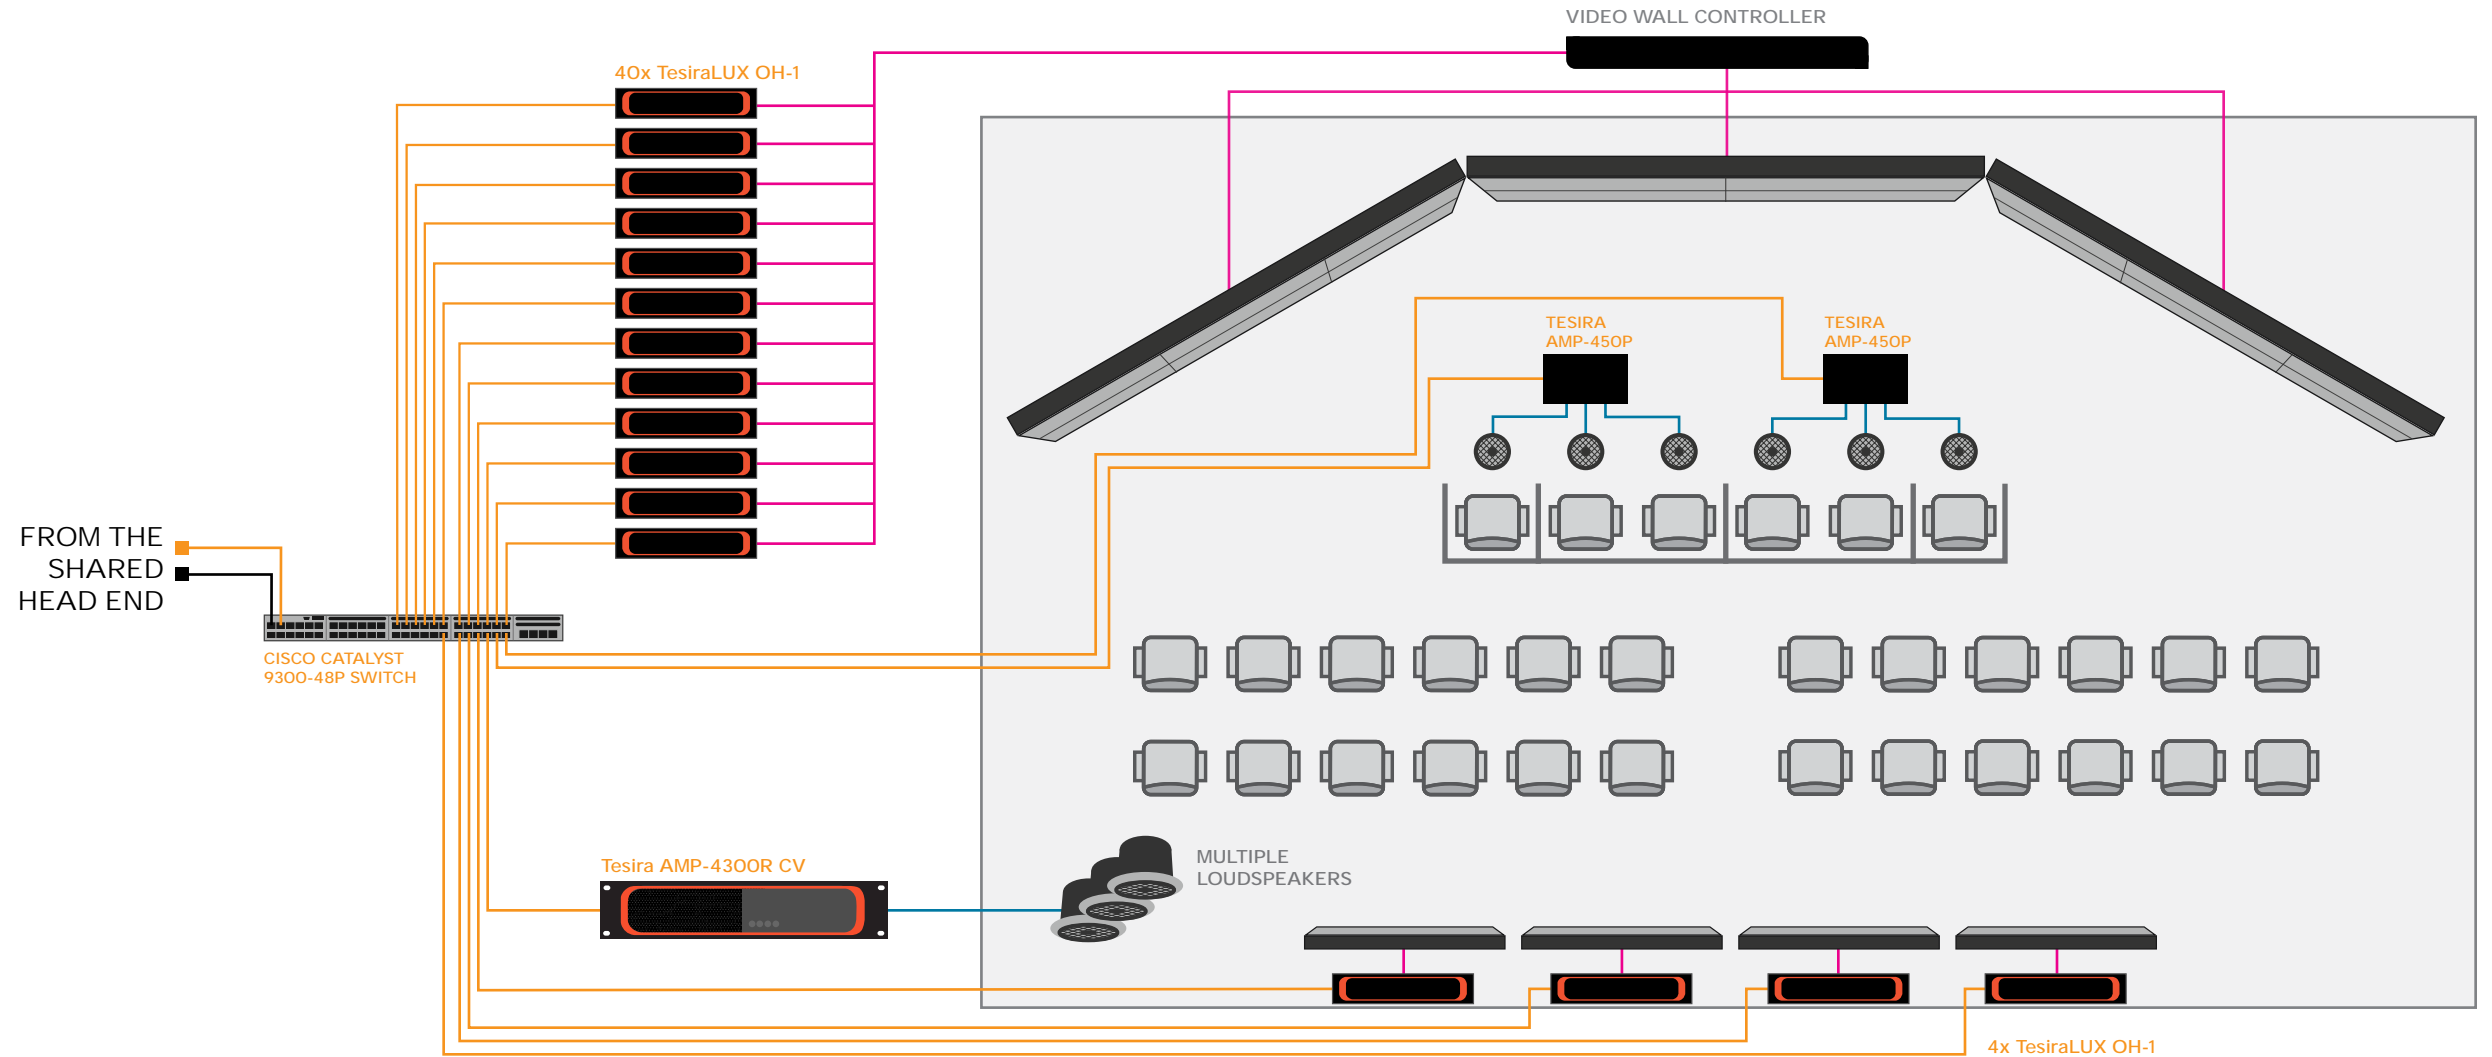 VIDEO WALL CONTROLLER
40x TesiraLUX OH-1
TESIRA
AMP-450P
TESIRA
AMP-450P
FROM THE
SHARED
HEAD END
CISCO CATALYST
9300-48P SWITCH
Tesira AMP-4300R CV
MULTIPLE
LOUDSPEAKERS
4x TesiraLUX OH-1